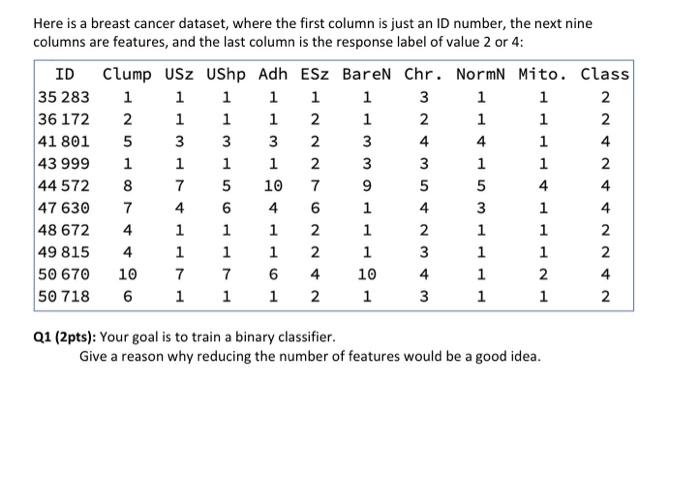 Here is a breast cancer dataset, where the first column is just an ID number, the next nine
columns are features, and the last column is the response label of value 2 or 4:
ID Clump USz UShp Adh ESz BareN Chr. NormN Mito. Class
35 283 1 1 1 1 1 1 3 1 1 2
36 172 2 1 1 1 2 1 2 1 1 2
41 801 5 3 3 3 2 3 4 4 1 4
43 999 1 1 1 1 2 3 3 1 1 2
44 572 8 7 5 10 7 9 5 5 4 4
47 630 7 4 6 4 6 1 4 3 1 4
48 672 4 1 1 1 2 1 2 1 1 2
49 815 4 1 1 1 2 1 3 1 1 2
50 670 10 7 7 6 4 10 4 1 2 4
50 718 6 1 1 1 2 1 3 1 1 2
Q1 (2pts): Your goal is to train a binary classifier.
Give a reason why reducing the number of features would be a good idea.